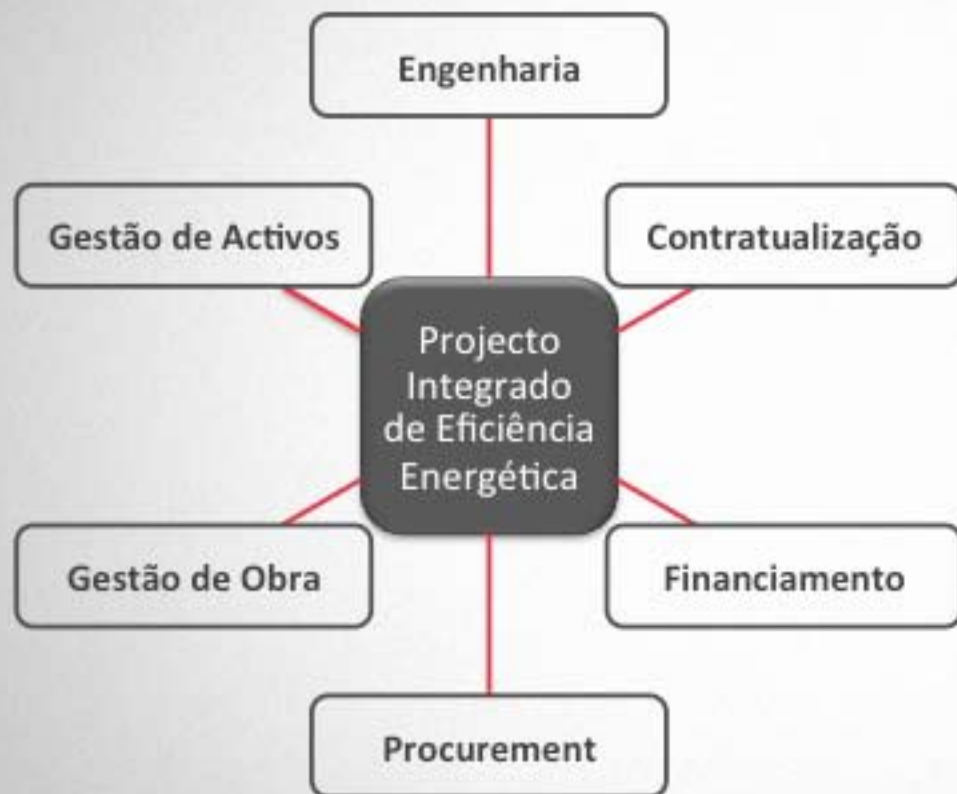 Engenharia
Gestão de Activos
Contratualização
Projecto
Integrado
de Eficiência
Energética
Gestão de Obra
Financiamento
Procurement